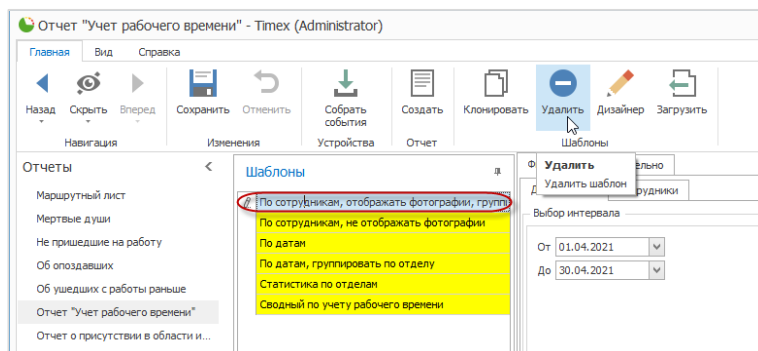 Отчет "Учет рабочего времени" - Timex (Administrator)
Главная Вид Справка
Назад Скрыть Вперед Сохранить Отменить Собрать события Создать Клонировать Удалить Дизайнер Загрузить
Навигация Изменения Устройства Отчет Шаблоны
Отчеты
Маршрутный лист
Мертвые души
Не пришедшие на работу
Об опоздавших
Об ушедших с работы раньше
Отчет "Учет рабочего времени"
Отчет о присутствии в области и...
Шаблоны
По сотрудникам, отображать фотографии, групп
По сотрудникам, не отображать фотографии
По датам
По датам, группировать по отделу
Статистика по отделам
Сводный по учету рабочего времени
Удалить
Удалить шаблон
Выбор интервала
От 01.04.2021
До 30.04.2021